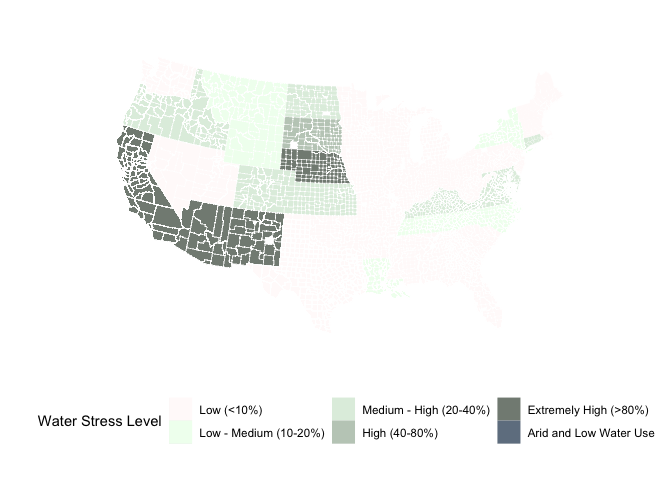 Water Stress Level
Low (<10%)
Low - Medium (10-20%)
Medium - High (20-40%)
High (40-80%)
Extremely High (>80%)
Arid and Low Water Use